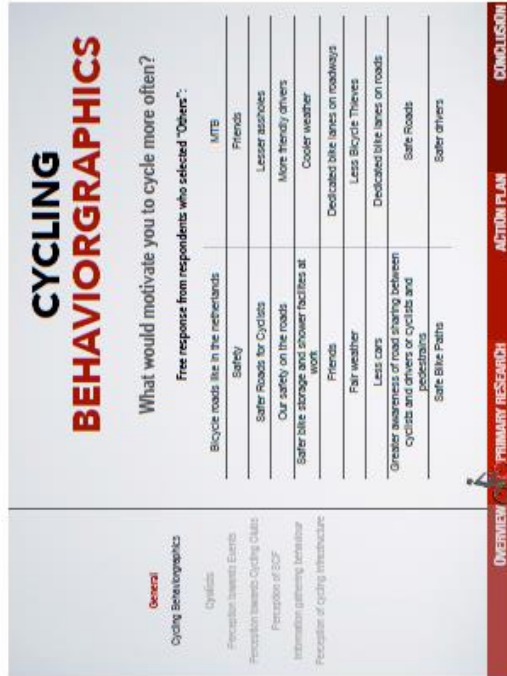 CYCLING
BEHAVIORGRAPHICS
What would motivate you to cycle more often?
Free response from respondents who selected "Others":
Bicycle roads like in the netherlands MTB
Safety Friends
Safer Roads for Cyclists Lesser assholes
Our safety on the roads More friendly drivers
Safer bike storage and shower facilites at
work Cooler weather
Friends Dedicated bike lanes on roadways
Fair weather Less Bicycle Thieves
Less cars Dedicated bike lanes on roads
Greater awareness of road sharing between
cyclists and drivers or cyclists and
pedestrains Safe Roads
Safe Bike Paths Safer drivers
General
Cycling Behaviorgraphics
Cyclists
Perception towards Events
Perception towards Cycling Clubs
Perception of SCF
Information gathering behaviour
Perception of cycling infrastructure
OVERVIEW PRIMARY RESEARCH ACTION PLAN CONCLUSION